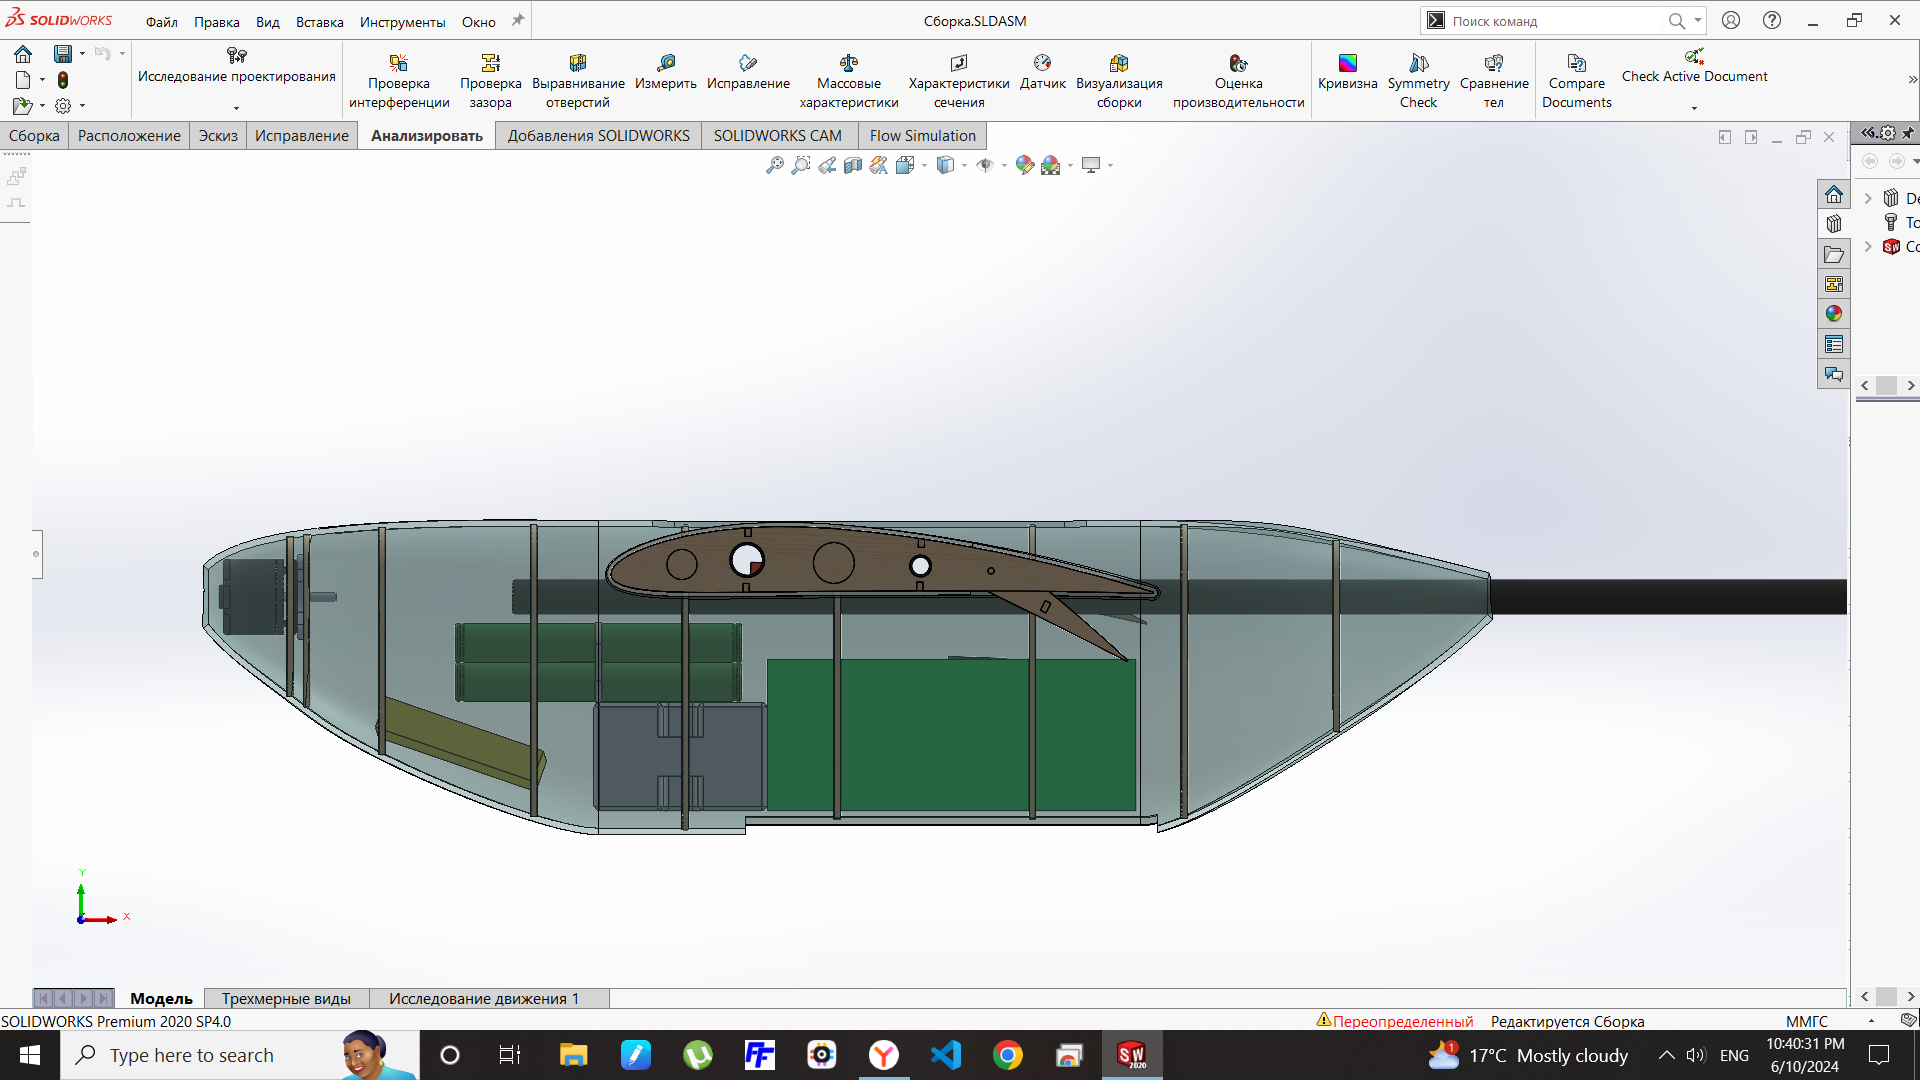 SOLIDWORKS
Файл Правка Вид Вставка Инструменты Окно
Сборка.SLDASM
Поиск команд
Исследование проектирования
Проверка интерференции
Проверка зазора
Выравнивание отверстий
Измерить
Исправление
Массовые характеристики
Характеристики сечения
Датчик
Визуализация сборки
Оценка производительности
Кривизна
Symmetry Check
Сравнение тел
Compare Documents
Check Active Document
Сборка Расположение Эскиз Исправление Анализировать Добавления SOLIDWORKS SOLIDWORKS CAM Flow Simulation
De
To
Co
Y
X
Модель Трехмерные виды Исследование движения 1
SOLIDWORKS Premium 2020 SP4.0
Переопределенный Редактируется Сборка ММГС
Type here to search
17°C Mostly cloudy
ENG
10:40:31 PM
6/10/2024